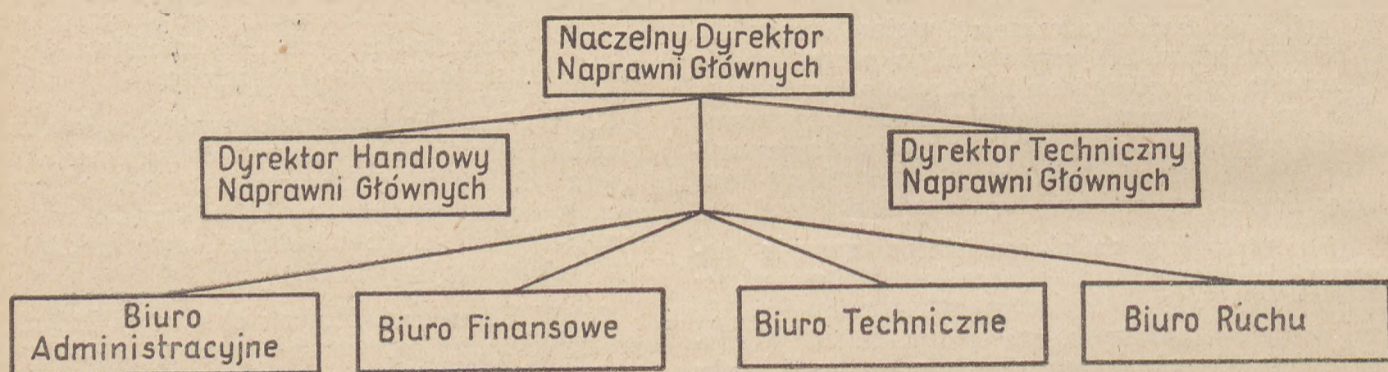 Naczelny Dyrektor
Naprawni Głównych
Dyrektor Handlowy
Naprawni Głównych
Dyrektor Techniczny
Naprawni Głównych
Biuro
Administracyjne
Biuro Finansowe
Biuro Techniczne
Biuro Ruchu